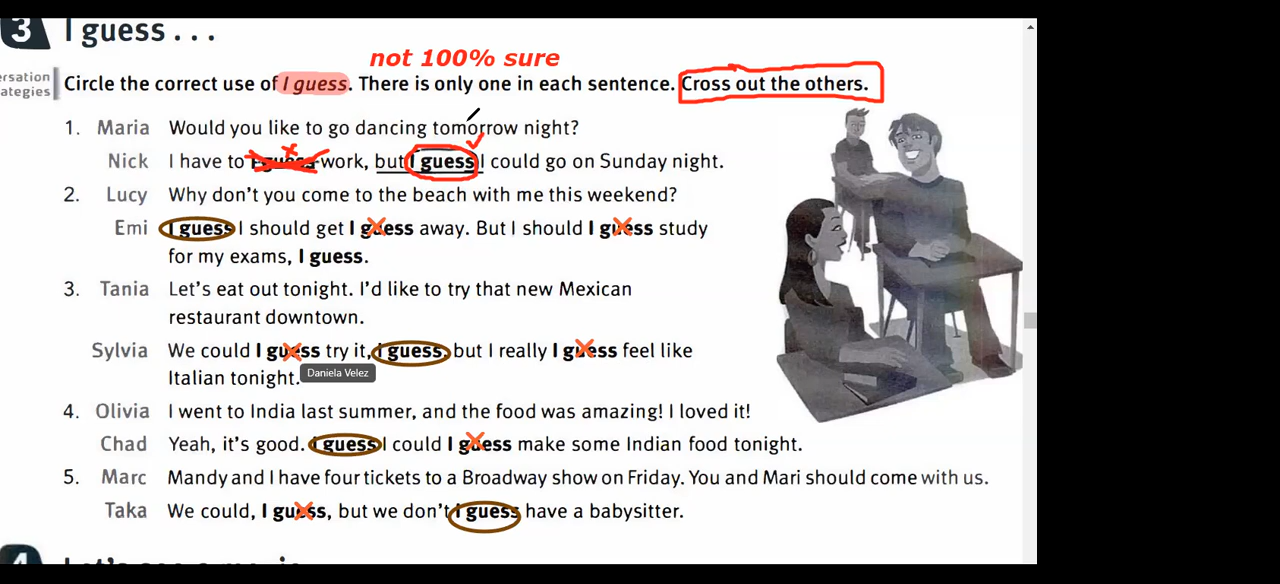 3 I guess . . .
not 100% sure
Circle the correct use of I guess. There is only one in each sentence. Cross out the others.
1. Maria Would you like to go dancing tomorrow night?
Nick I have to I guess work, but I guess I could go on Sunday night.
2. Lucy Why don't you come to the beach with me this weekend?
Emi I guess I should get I guess away. But I should I guess study
for my exams, I guess.
3. Tania Let's eat out tonight. I'd like to try that new Mexican
restaurant downtown.
Sylvia We could I guess try it, I guess, but I really I guess feel like
Italian tonight.
Daniela Velez
4. Olivia I went to India last summer, and the food was amazing! I loved it!
Chad Yeah, it's good. I guess I could I guess make some Indian food tonight.
5. Marc Mandy and I have four tickets to a Broadway show on Friday. You and Mari should come with us.
Taka We could, I guess, but we don't I guess have a babysitter.